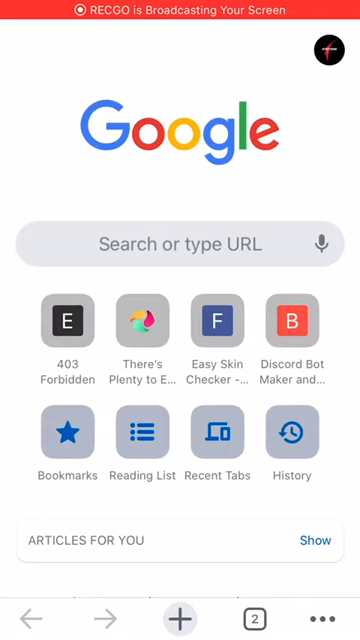 RECGO is Broadcasting Your Screen
Google
Search or type URL
E
F
B
403
Forbidden
There's
Plenty to E...
Easy Skin
Checker -...
Discord Bot
Maker and...
Bookmarks
Reading List
Recent Tabs
History
ARTICLES FOR YOU
Show
2